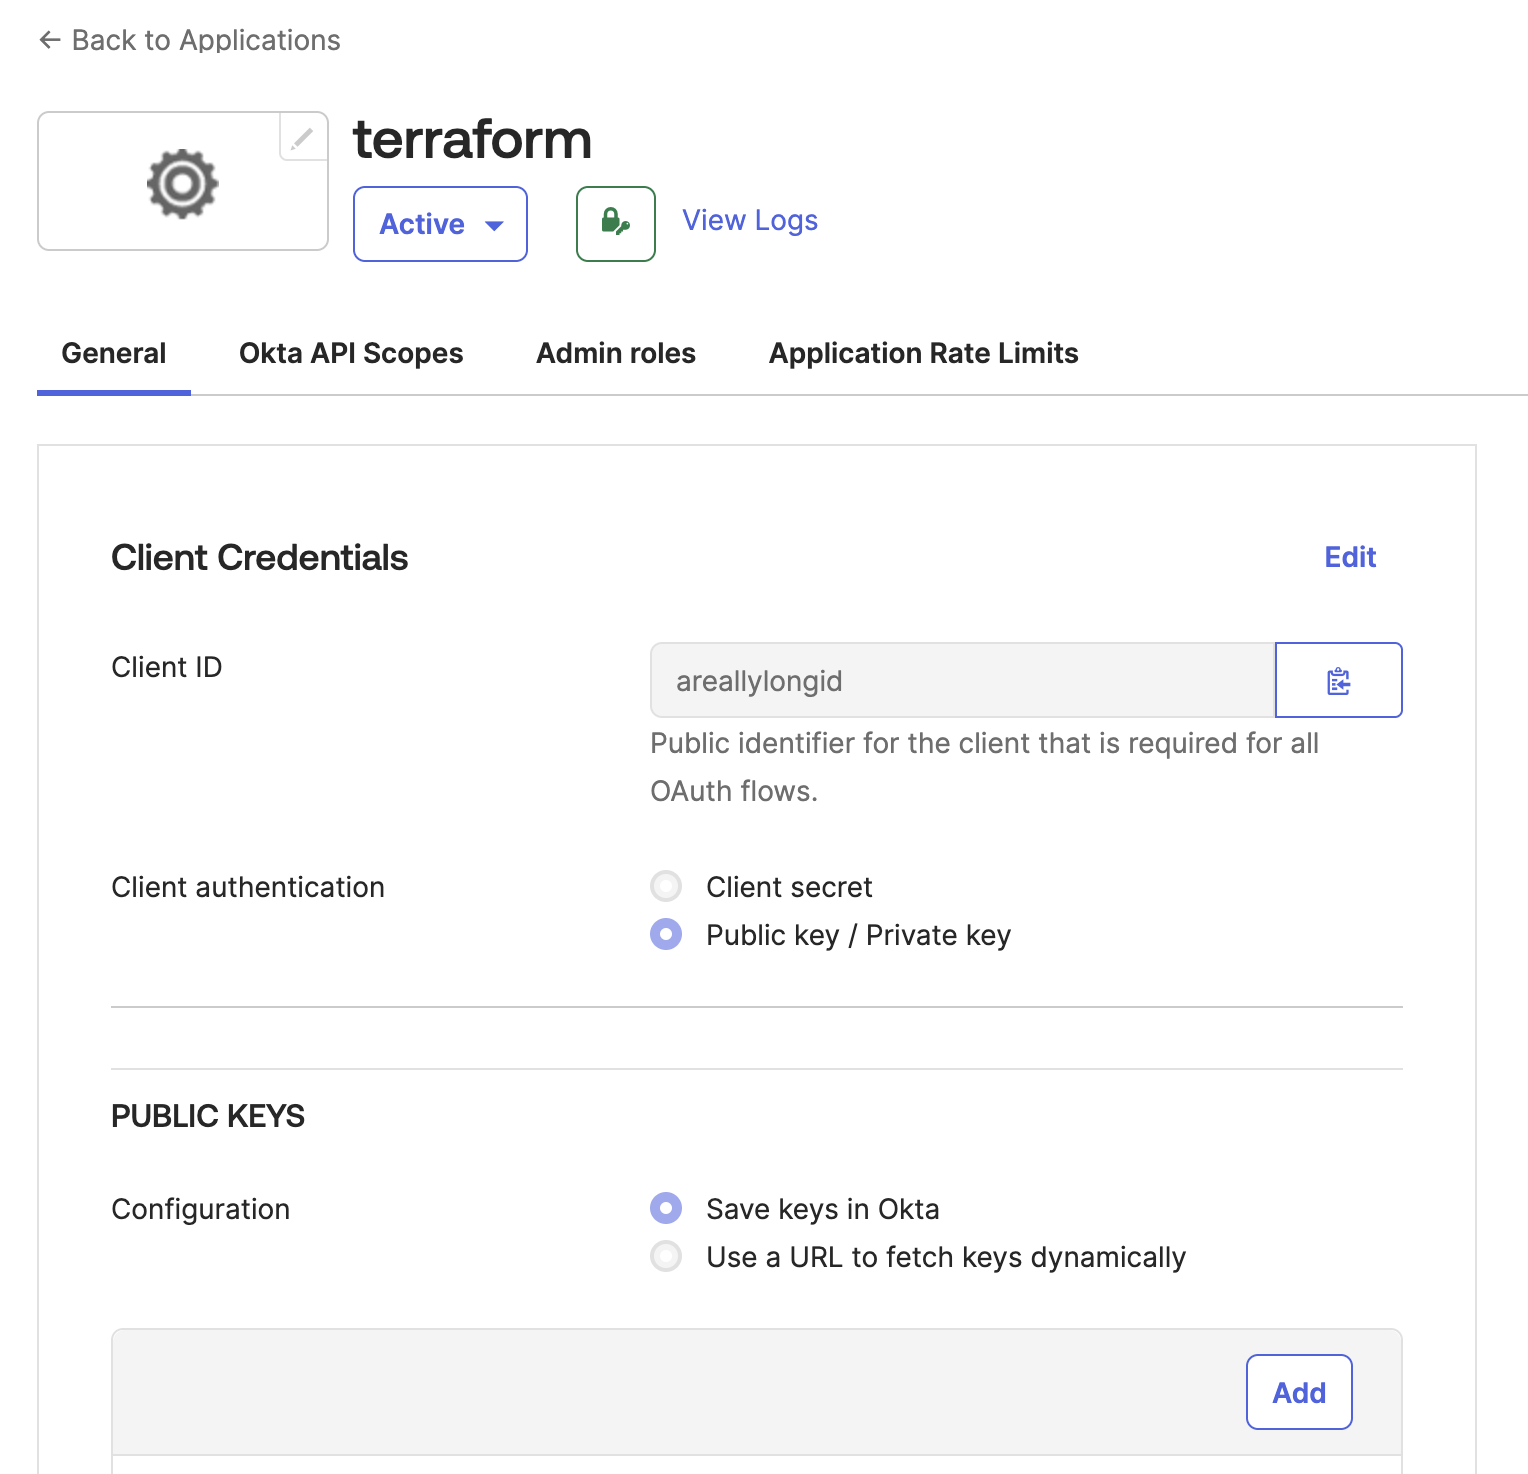 ← Back to Applications
terraform
Active
View Logs
General
Okta API Scopes
Admin roles
Application Rate Limits
Client Credentials
Edit
Client ID
areallylongid
Public identifier for the client that is required for all
OAuth flows.
Client authentication
Client secret
Public key / Private key
PUBLIC KEYS
Configuration
Save keys in Okta
Use a URL to fetch keys dynamically
Add